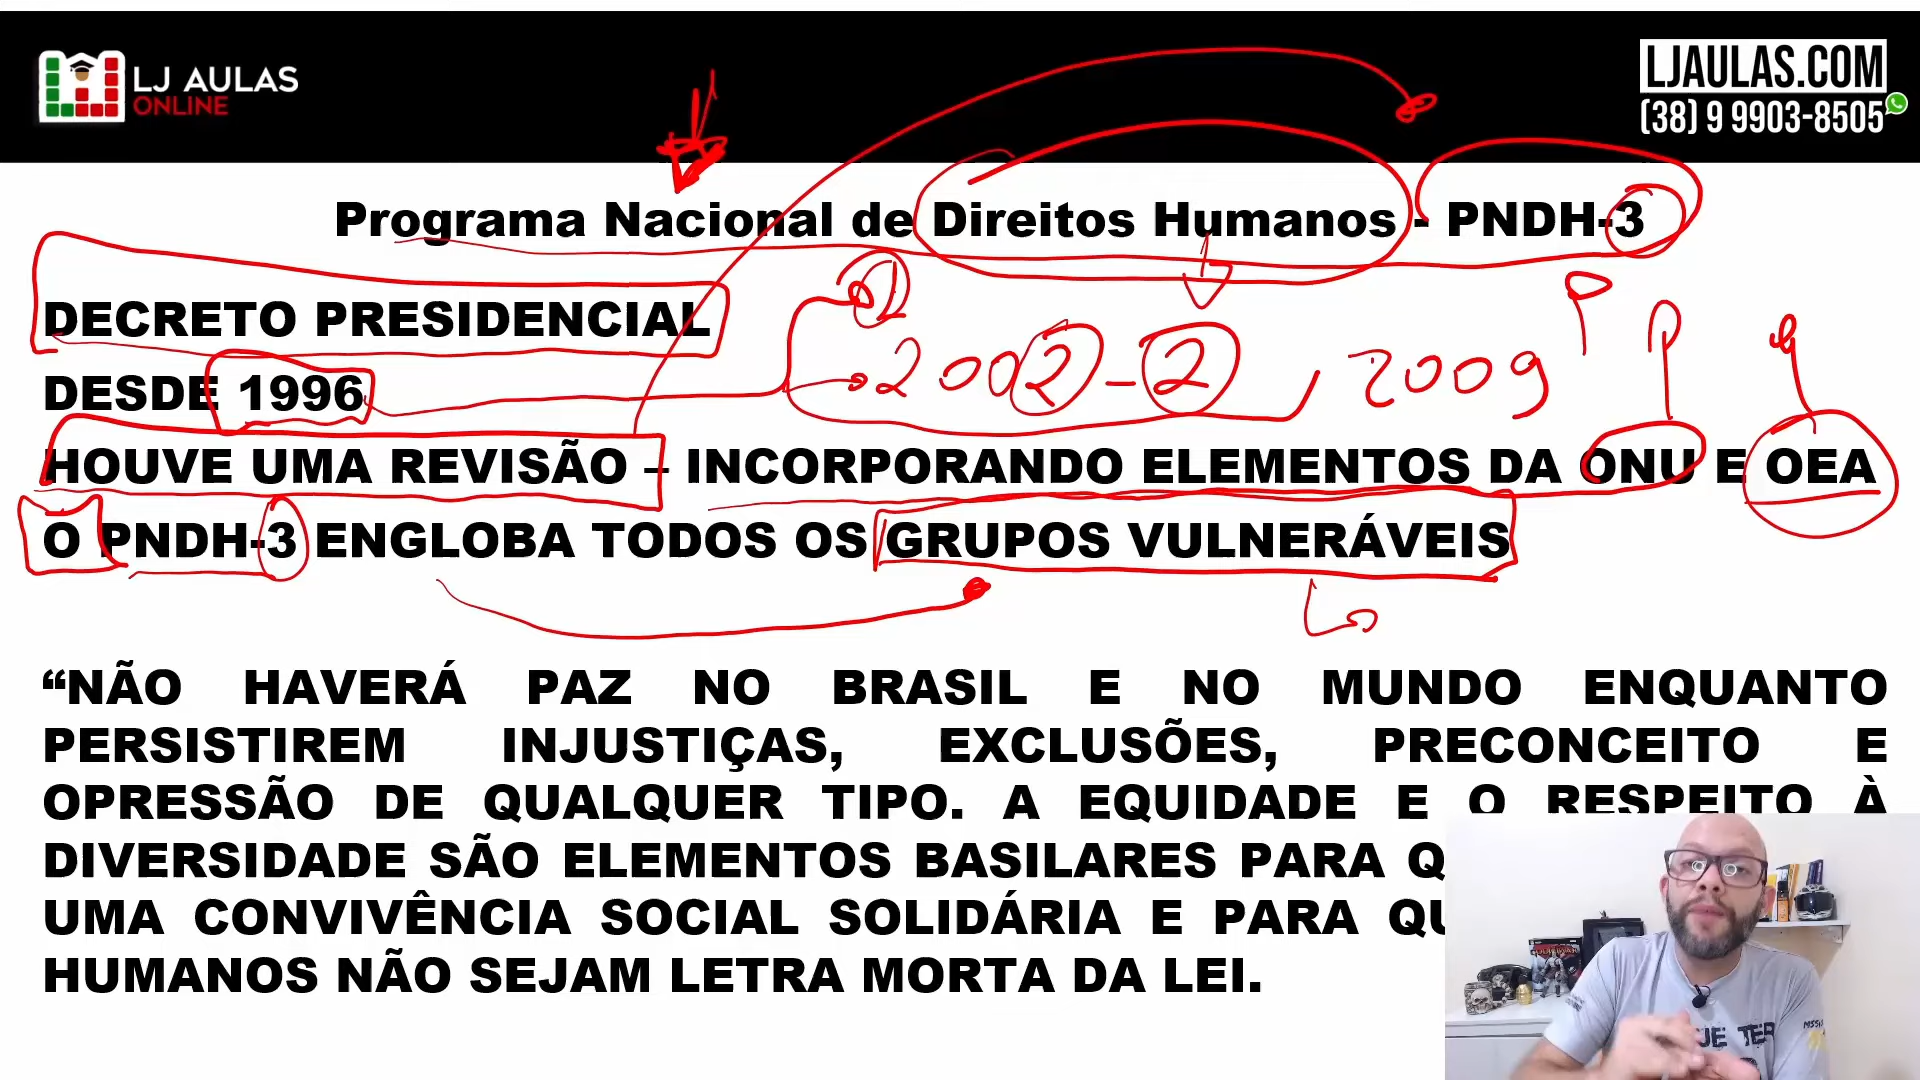 LJ AULAS
ONLINE
LJAULAS.COM
(38) 9 9903-8505
Programa Nacional de Direitos Humanos - PNDH-3
DECRETO PRESIDENCIAL
1
DESDE 1996
2002-2, 2009
HOUVE UMA REVISÃO – INCORPORANDO ELEMENTOS DA ONU E OEA
O PNDH-3 ENGLOBA TODOS OS GRUPOS VULNERÁVEIS
“NÃO HAVERÁ PAZ NO BRASIL E NO MUNDO ENQUANTO
PERSISTIREM INJUSTIÇAS, EXCLUSÕES, PRECONCEITO E
OPRESSÃO DE QUALQUER TIPO. A EQUIDADE E O RESPEITO À
DIVERSIDADE SÃO ELEMENTOS BASILARES PARA
UMA CONVIVÊNCIA SOCIAL SOLIDÁRIA E PARA
HUMANOS NÃO SEJAM LETRA MORTA DA LEI.